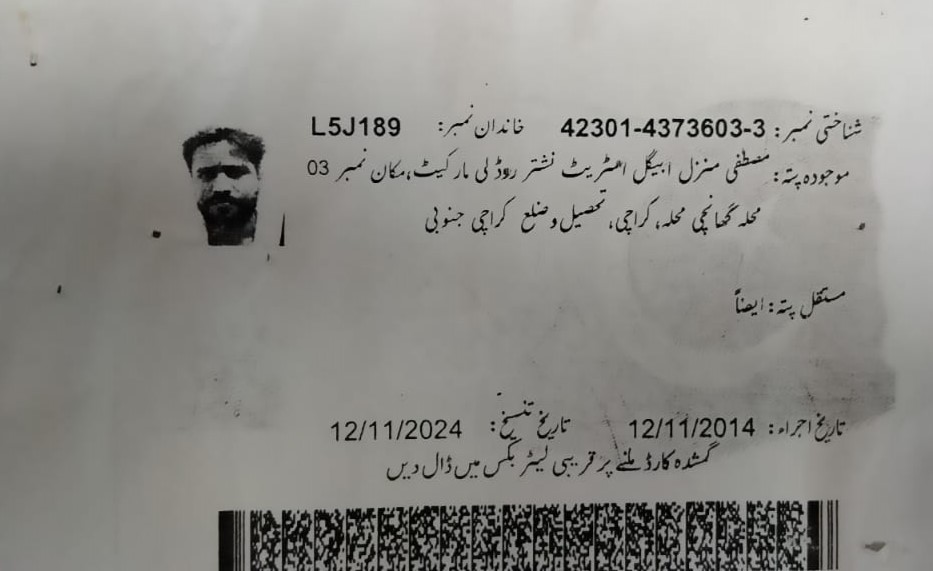 شناختی نمبر: 42301-4373603-3 خاندان نمبر: L5J189
موجودہ پتہ: مصطفی منزل ابیگل اسٹریٹ نشتر روڈ لی مارکیٹ، مکان نمبر 03
محلہ گھانچی محلہ، کراچی، تحصیل و ضلع کراچی جنوبی
مستقل پتہ: ایضاً
تاریخ اجراء: 12/11/2014 تاریخ تنسیخ: 12/11/2024
گمشدہ کارڈ ملنے پر قریبی لیٹر بکس میں ڈال دیں